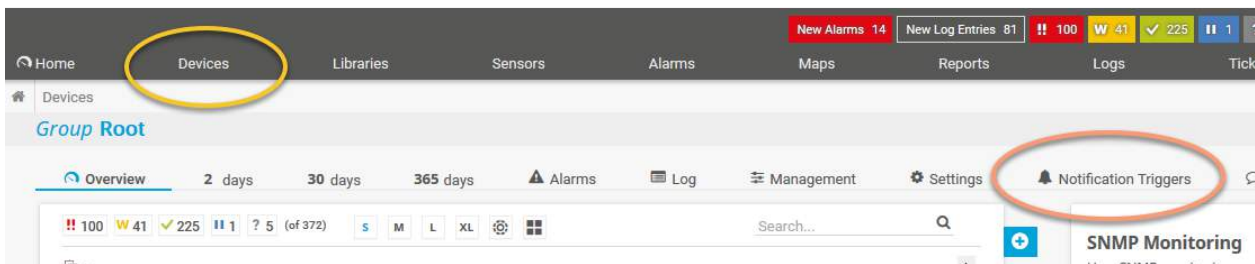 New Alarms 14 New Log Entries 81 !! 100 W 41 ✓ 225 II 1
Home Devices Libraries Sensors Alarms Maps Reports Logs
Devices
Group Root
Overview 2 days 30 days 365 days Alarms Log Management Settings Notification Triggers
!! 100 W 41 ✓ 225 II 1 ? 5 (of 372) S M L XL Search...
SNMP Monitoring